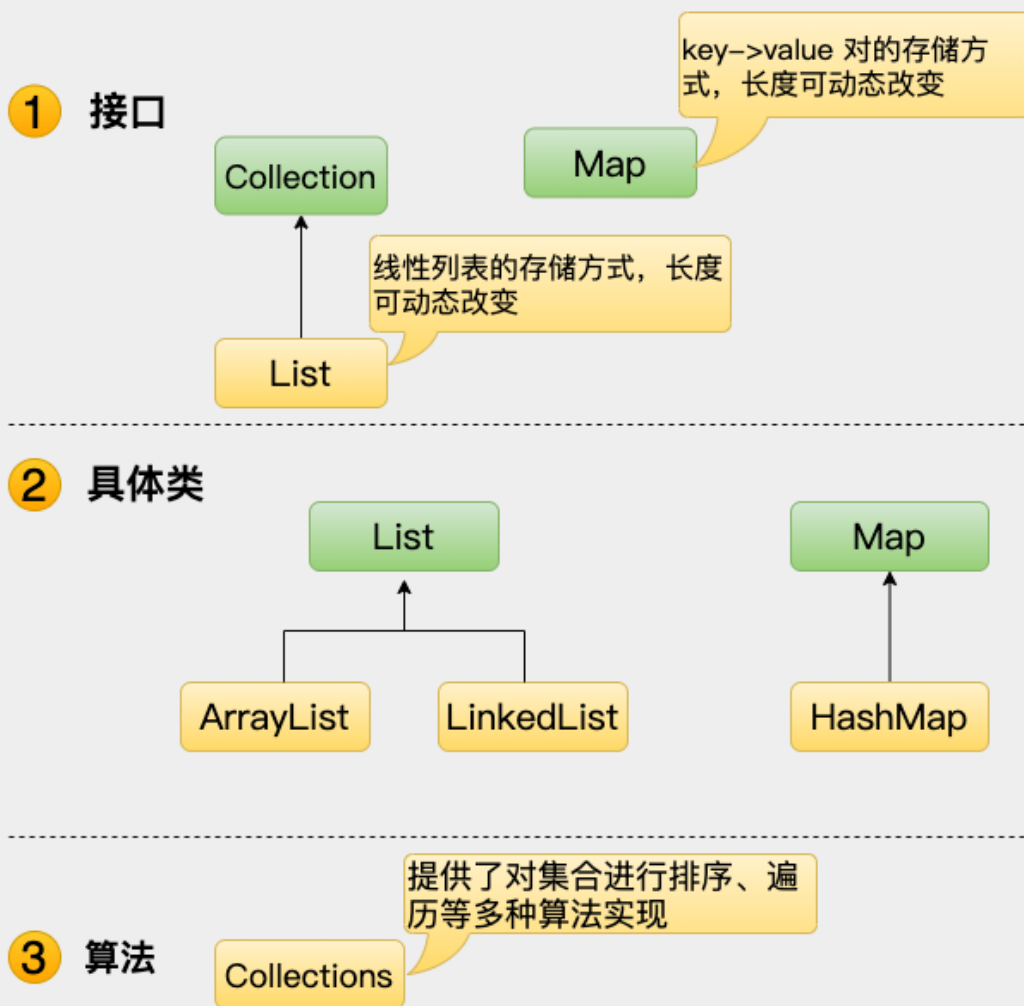 key->value 对的存储方
式，长度可动态改变
1 接口
Collection
Map
线性列表的存储方式，长度
可动态改变
List
2 具体类
List
Map
ArrayList
LinkedList
HashMap
提供了对集合进行排序、遍
历等多种算法实现
3 算法
Collections